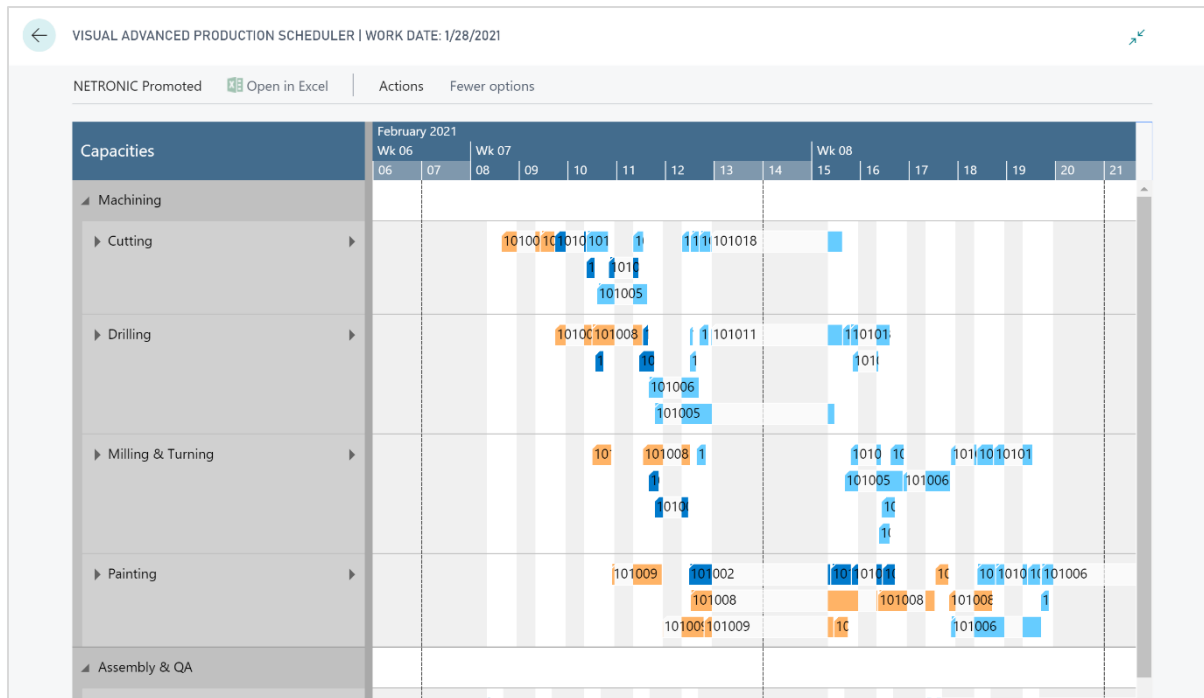 VISUAL ADVANCED PRODUCTION SCHEDULER | WORK DATE: 1/28/2021
NETRONIC Promoted Open in Excel Actions Fewer options
Capacities
February 2021
Wk 06 Wk 07 Wk 08
06 07 08 09 10 11 12 13 14 15 16 17 18 19 20 21
Machining
Cutting
101018
101005
Drilling
101008 101011
101006
101005
Milling & Turning
101008
101005 101006
Painting
101009 101002 101006
101008 101008 101008
101009 101009
101006
Assembly & QA